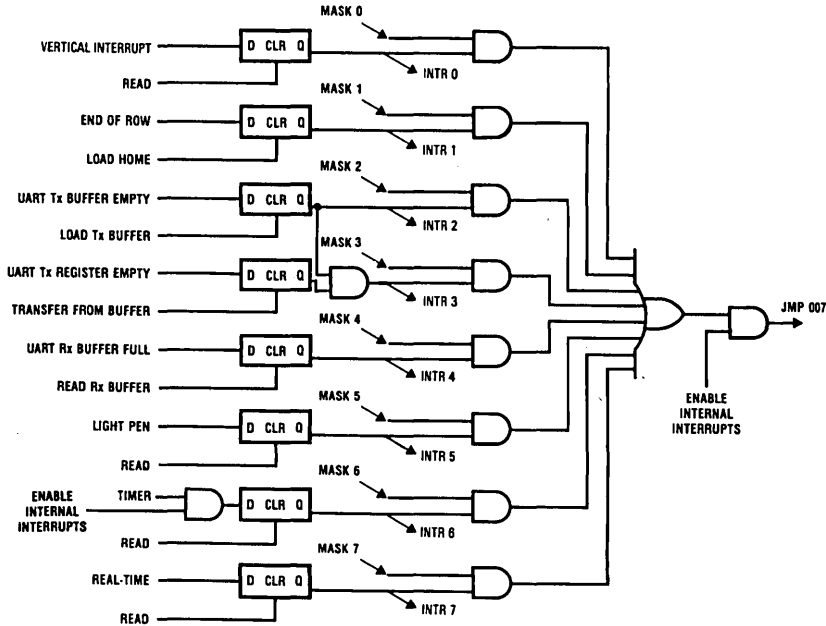 MASK 0
VERTICAL INTERRUPT
D CLR Q
INTR 0
READ
MASK 1
END OF ROW
D CLR Q
INTR 1
LOAD HOME
MASK 2
UART Tx BUFFER EMPTY
D CLR Q
INTR 2
LOAD Tx BUFFER
MASK 3
UART Tx REGISTER EMPTY
D CLR Q
INTR 3
TRANSFER FROM BUFFER
MASK 4
UART Rx BUFFER FULL
D CLR Q
INTR 4
READ Rx BUFFER
MASK 5
LIGHT PEN
D CLR Q
INTR 5
READ
MASK 6
ENABLE
INTERNAL
INTERRUPTS
TIMER
D CLR Q
INTR 6
READ
MASK 7
REAL-TIME
D CLR Q
INTR 7
READ
JMP 007
ENABLE
INTERNAL
INTERRUPTS